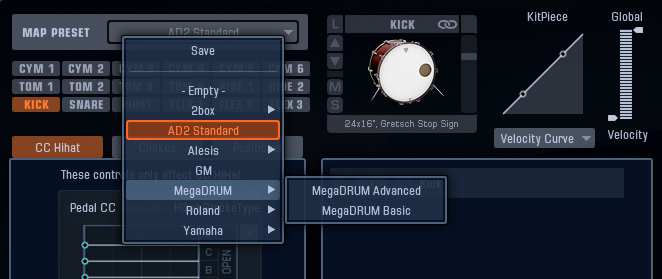 MAP PRESET
AD2 Standard
Save
- Empty -
2box
AD2 Standard
Alesis
GM
MegaDRUM
Roland
Yamaha
MegaDRUM Advanced
MegaDRUM Basic
CYM 1 CYM 2 CYM 6
TOM 1 TOM 2
KICK SNARE
CC Hihat
These controls only affect
Pedal CC
OPEN
C
B
L
M
S
KICK
24x16", Gretsch Stop Sign
KitPiece
Velocity Curve
Global
Velocity
Kick